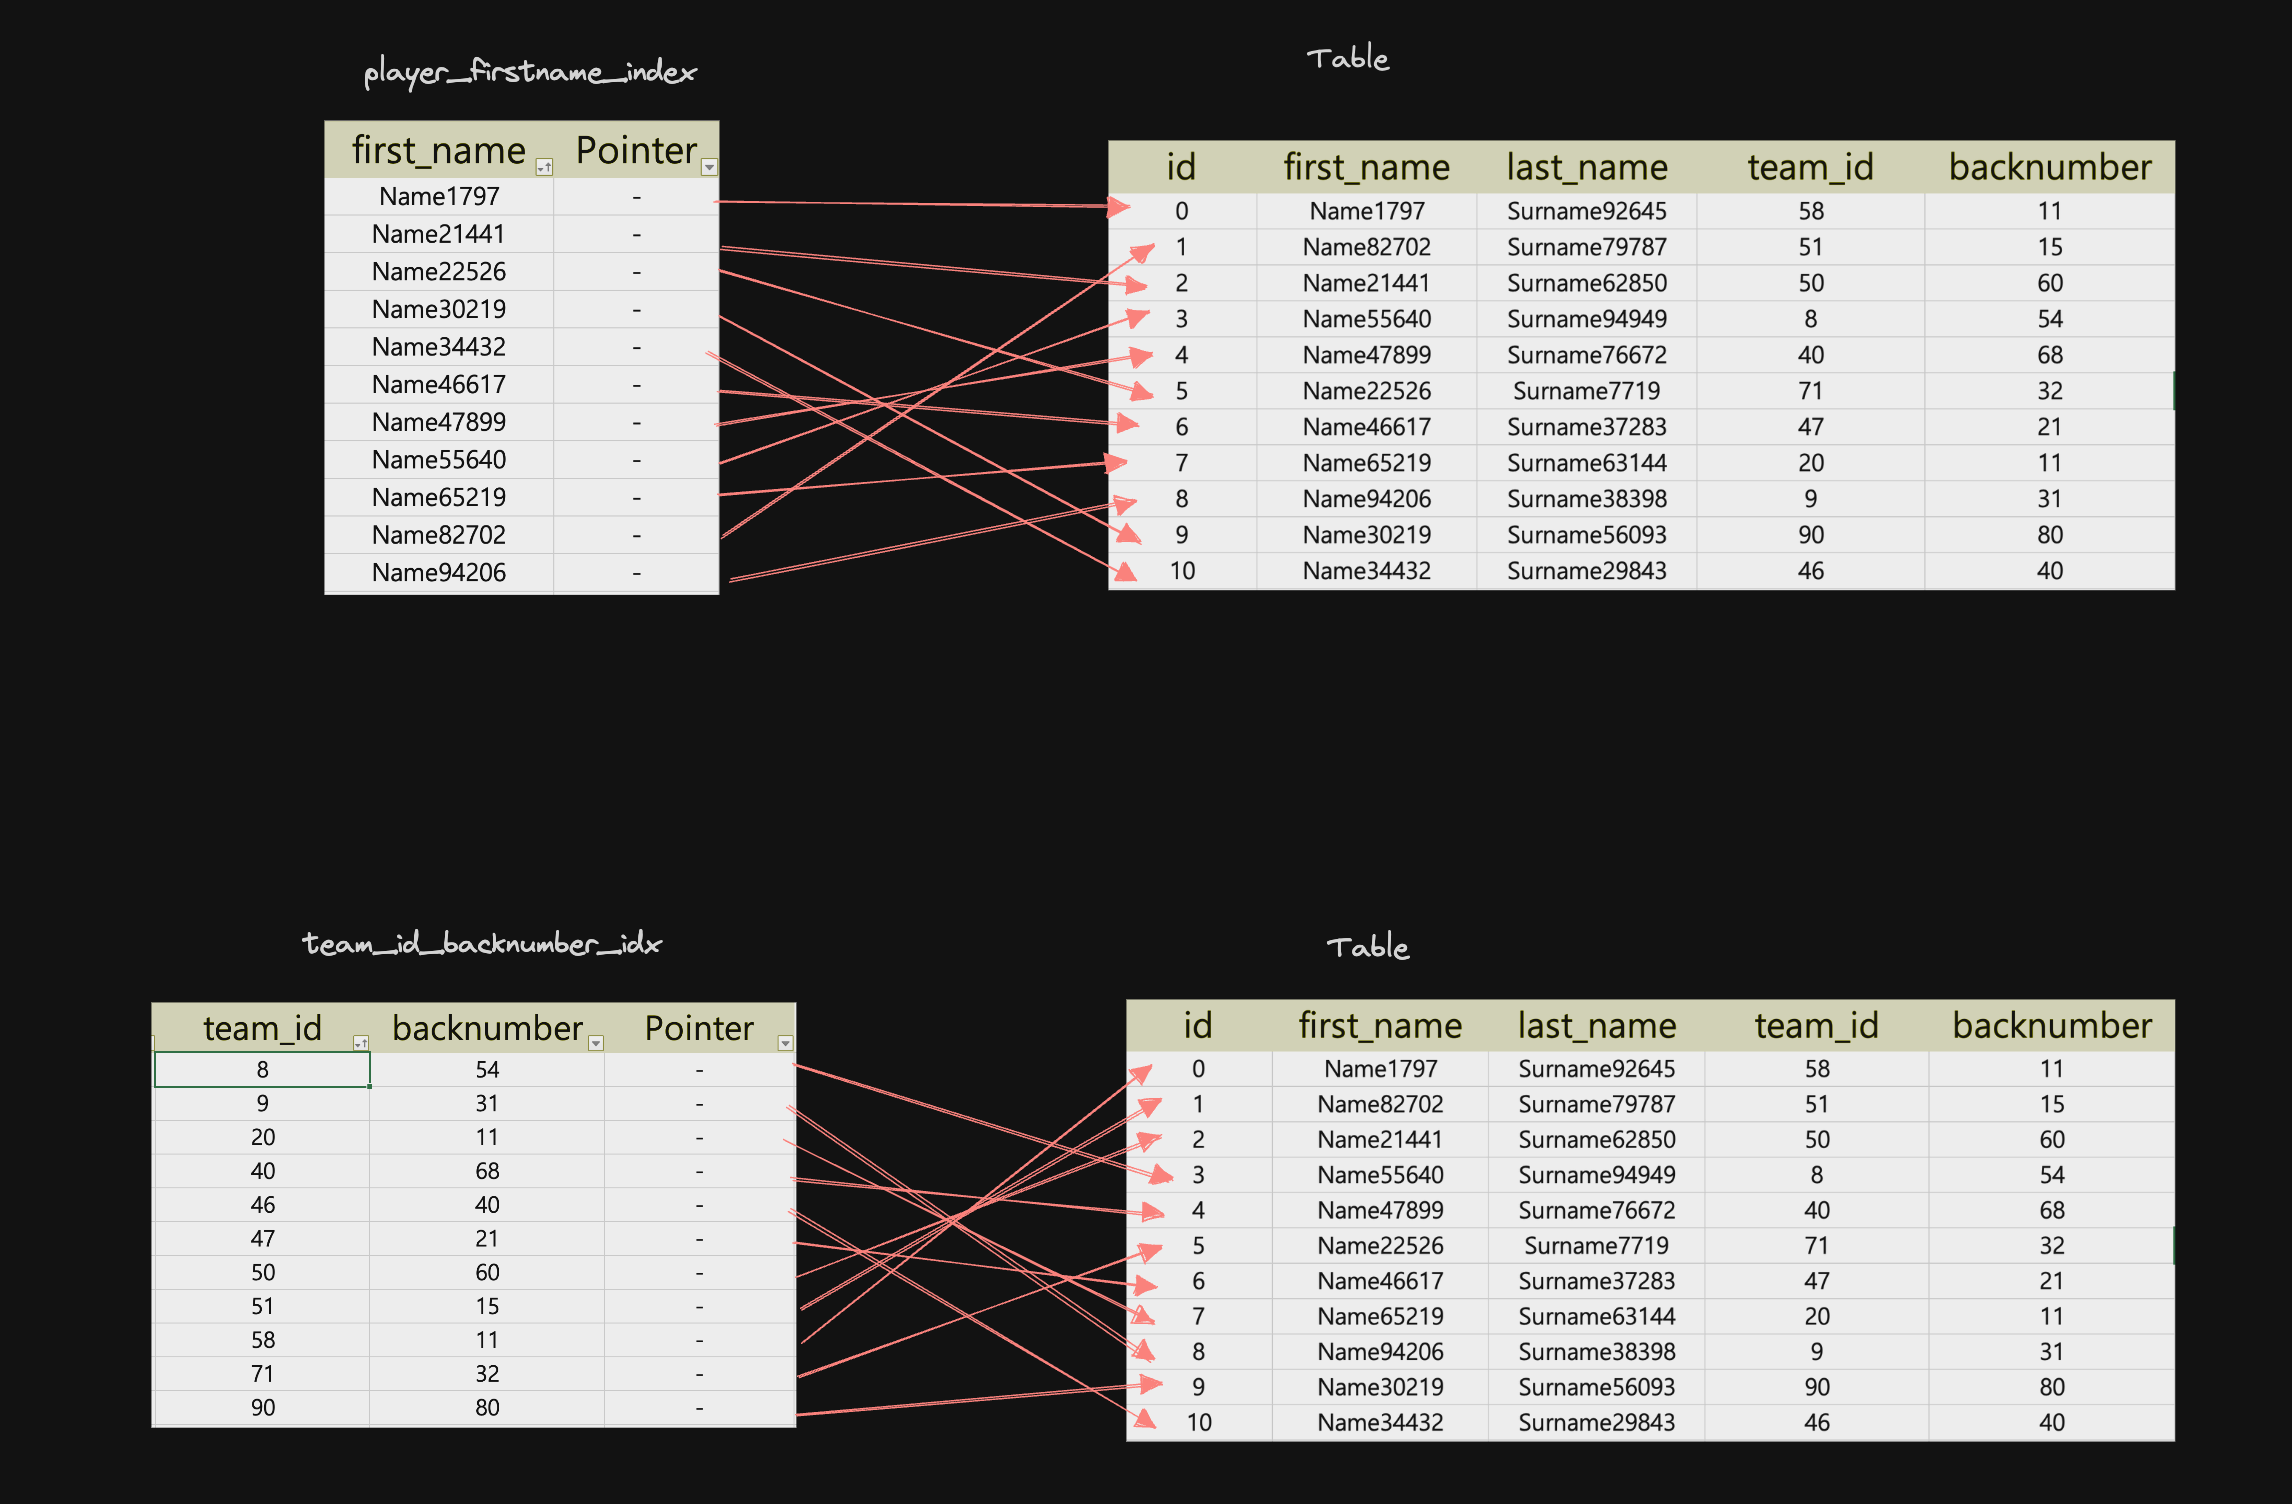 player_firstname_index
Table
first_name Pointer
Name1797 -
Name21441 -
Name22526 -
Name30219 -
Name34432 -
Name46617 -
Name47899 -
Name55640 -
Name65219 -
Name82702 -
Name94206 -
id first_name last_name team_id backnumber
0 Name1797 Surname92645 58 11
1 Name82702 Surname79787 51 15
2 Name21441 Surname62850 50 60
3 Name55640 Surname94949 8 54
4 Name47899 Surname76672 40 68
5 Name22526 Surname7719 71 32
6 Name46617 Surname37283 47 21
7 Name65219 Surname63144 20 11
8 Name94206 Surname38398 9 31
9 Name30219 Surname56093 90 80
10 Name34432 Surname29843 46 40
team_id_backnumber_idx
Table
team_id backnumber Pointer
8 54 -
9 31 -
20 11 -
40 68 -
46 40 -
47 21 -
50 60 -
51 15 -
58 11 -
71 32 -
90 80 -
id first_name last_name team_id backnumber
0 Name1797 Surname92645 58 11
1 Name82702 Surname79787 51 15
2 Name21441 Surname62850 50 60
3 Name55640 Surname94949 8 54
4 Name47899 Surname76672 40 68
5 Name22526 Surname7719 71 32
6 Name46617 Surname37283 47 21
7 Name65219 Surname63144 20 11
8 Name94206 Surname38398 9 31
9 Name30219 Surname56093 90 80
10 Name34432 Surname29843 46 40